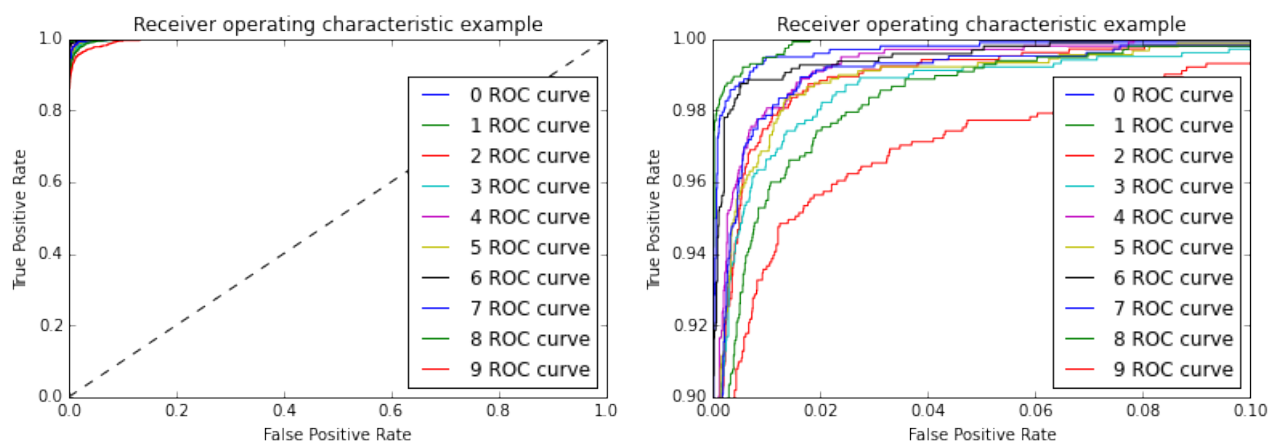 Receiver operating characteristic example
1.0
0.8
0.6
0.4
0.2
0.0
True Positive Rate
0 ROC curve
1 ROC curve
2 ROC curve
3 ROC curve
4 ROC curve
5 ROC curve
6 ROC curve
7 ROC curve
8 ROC curve
9 ROC curve
0.0 0.2 0.4 0.6 0.8 1.0
False Positive Rate
Receiver operating characteristic example
1.00
0.98
0.96
0.94
0.92
0.90
True Positive Rate
0 ROC curve
1 ROC curve
2 ROC curve
3 ROC curve
4 ROC curve
5 ROC curve
6 ROC curve
7 ROC curve
8 ROC curve
9 ROC curve
0.00 0.02 0.04 0.06 0.08 0.10
False Positive Rate